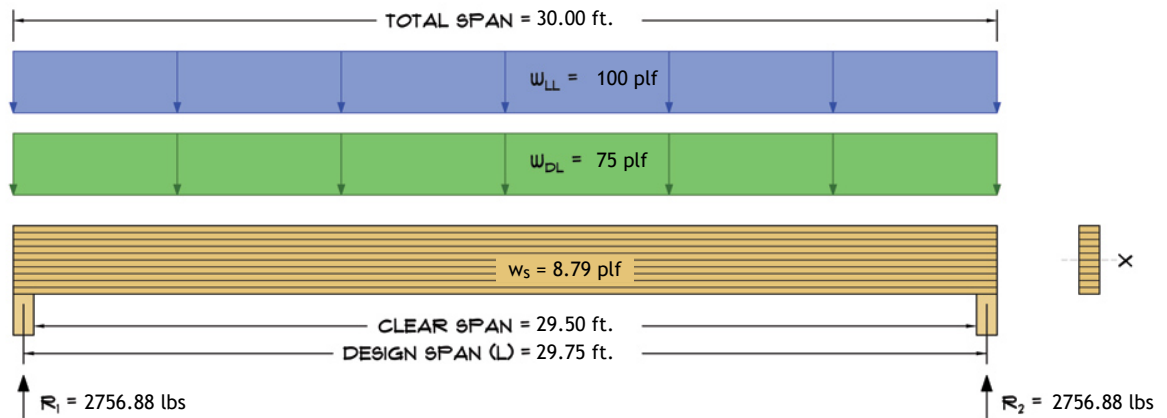 TOTAL SPAN = 30.00 ft.
wLL = 100 plf
wDL = 75 plf
ws = 8.79 plf
X
CLEAR SPAN = 29.50 ft.
DESIGN SPAN (L) = 29.75 ft.
R1 = 2756.88 lbs
R2 = 2756.88 lbs